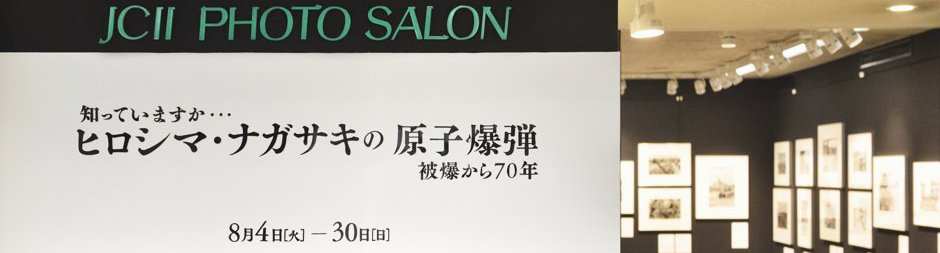 JCII PHOTO SALON
知っていますか…
ヒロシマ・ナガサキの原子爆弾
被爆から70年
8月4日[火]－30日[日]